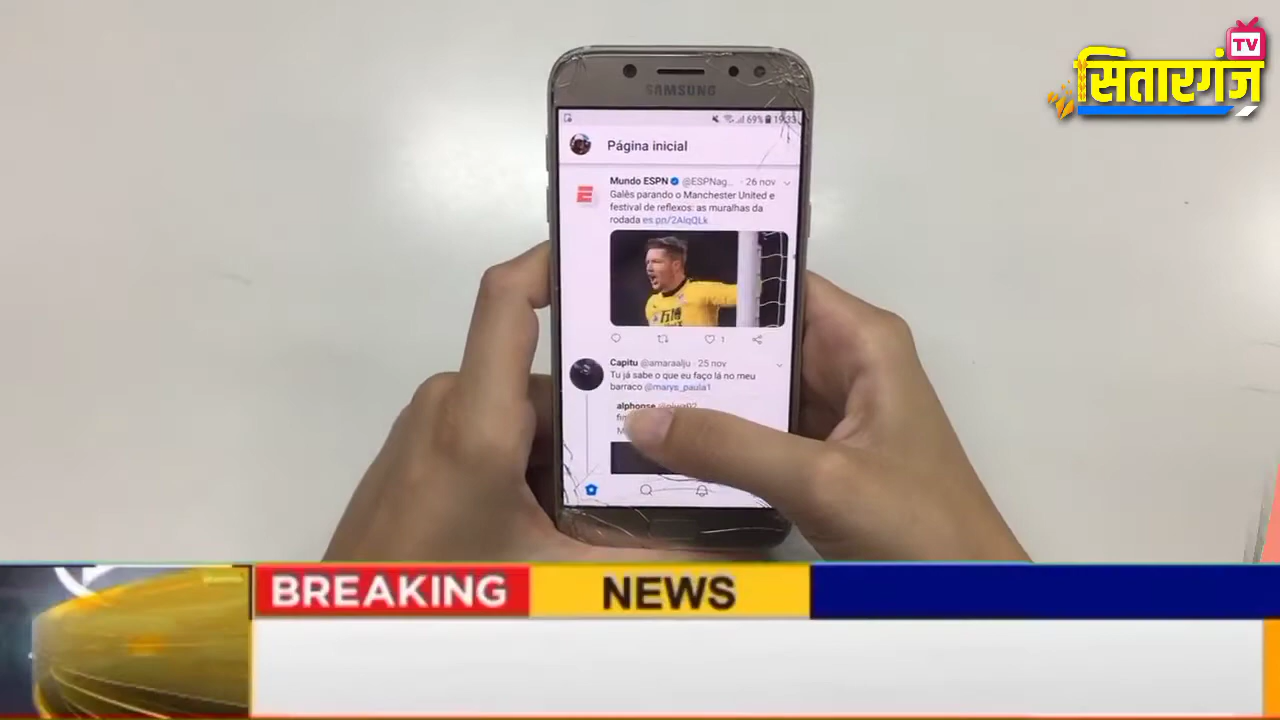 TV
सितारगंज
SAMSUNG
69% 19:33
Página inicial
Mundo ESPN @ESPNag... · 26 nov
Galês parando o Manchester United e
festival de reflexos: as muralhas da
rodada es.pn/2AlqQLk
1
Capitu @amaraalju · 25 nov
Tu já sabe o que eu faço lá no meu
barraco @marys_paula1
alphonse
BREAKING NEWS